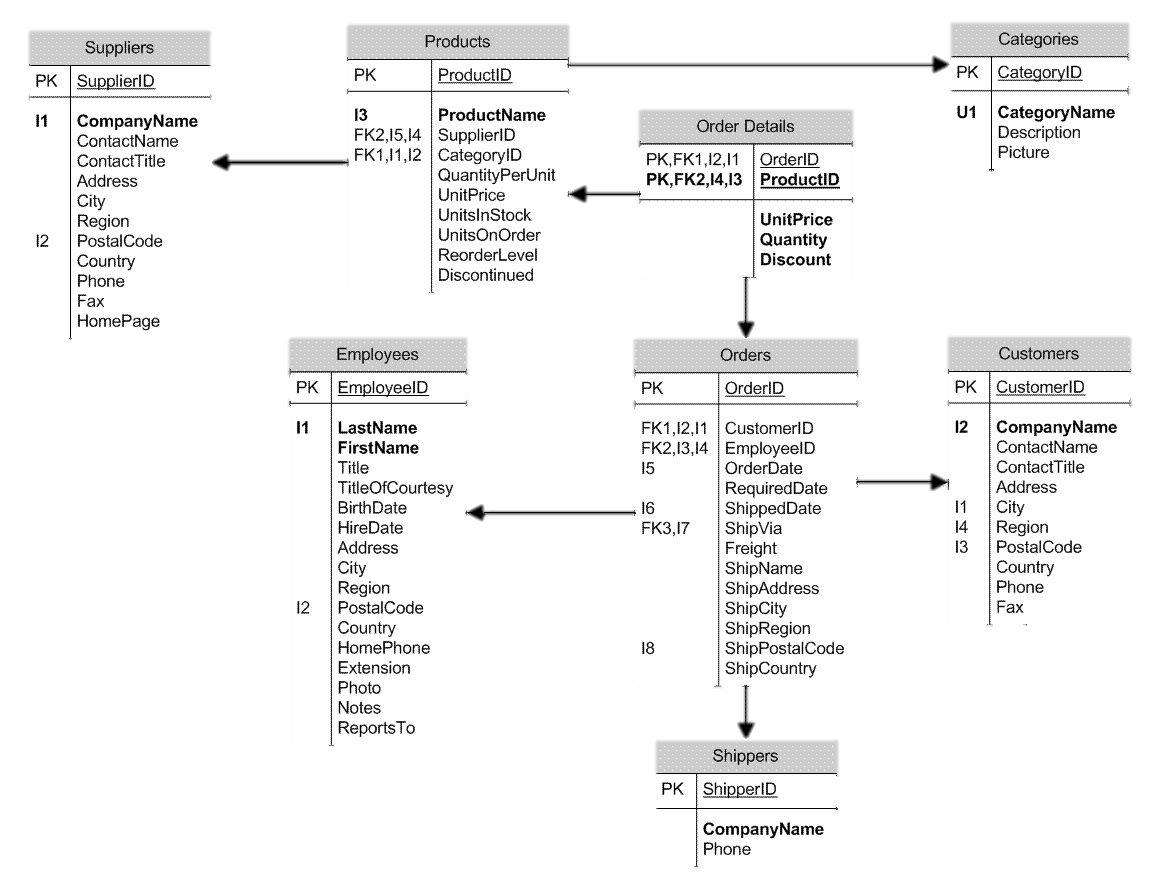 Suppliers
PK SupplierID
I1 CompanyName
ContactName
ContactTitle
Address
City
Region
I2 PostalCode
Country
Phone
Fax
HomePage
Products
PK ProductID
I3 ProductName
FK2,I5,I4 SupplierID
FK1,I1,I2 CategoryID
QuantityPerUnit
UnitPrice
UnitsInStock
UnitsOnOrder
ReorderLevel
Discontinued
Order Details
PK,FK1,I2,I1 OrderID
PK,FK2,I4,I3 ProductID
UnitPrice
Quantity
Discount
Categories
PK CategoryID
U1 CategoryName
Description
Picture
Employees
PK EmployeeID
I1 LastName
FirstName
Title
TitleOfCourtesy
BirthDate
HireDate
Address
City
Region
I2 PostalCode
Country
HomePhone
Extension
Photo
Notes
ReportsTo
Orders
PK OrderID
FK1,I2,I1 CustomerID
FK2,I3,I4 EmployeeID
I5 OrderDate
RequiredDate
I6 ShippedDate
FK3,I7 ShipVia
Freight
ShipName
ShipAddress
ShipCity
ShipRegion
I8 ShipPostalCode
ShipCountry
Customers
PK CustomerID
I2 CompanyName
ContactName
ContactTitle
Address
I1 City
I4 Region
I3 PostalCode
Country
Phone
Fax
Shippers
PK ShipperID
CompanyName
Phone